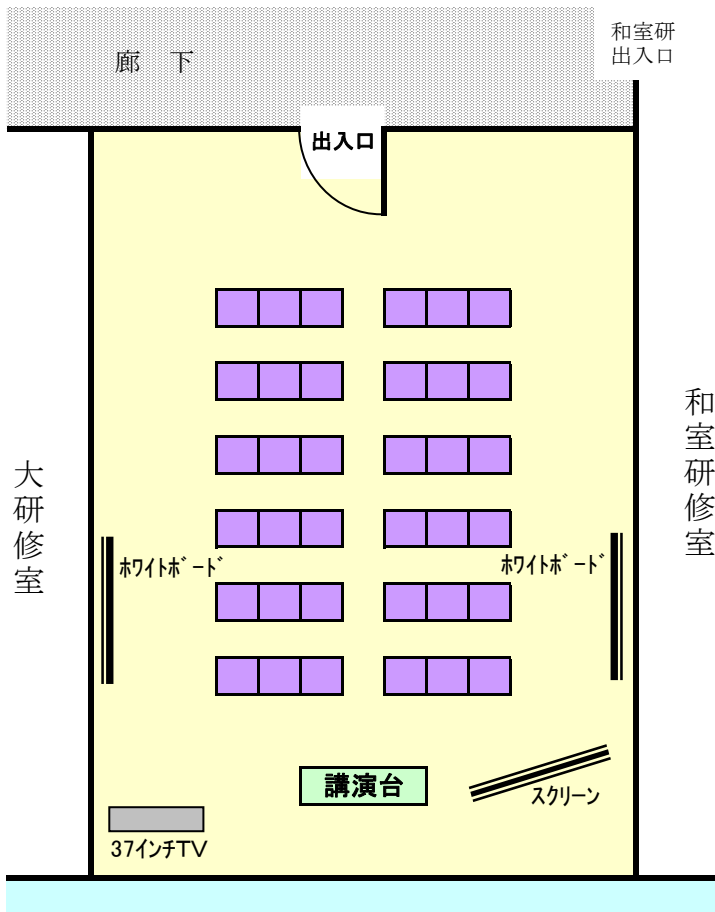 和室研
出入口
廊 下
出入口
大研修室
和室研修室
ﾎﾜｲﾄﾎﾞｰﾄﾞ
ﾎﾜｲﾄﾎﾞｰﾄﾞ
講演台
スクリーン
37インチTV